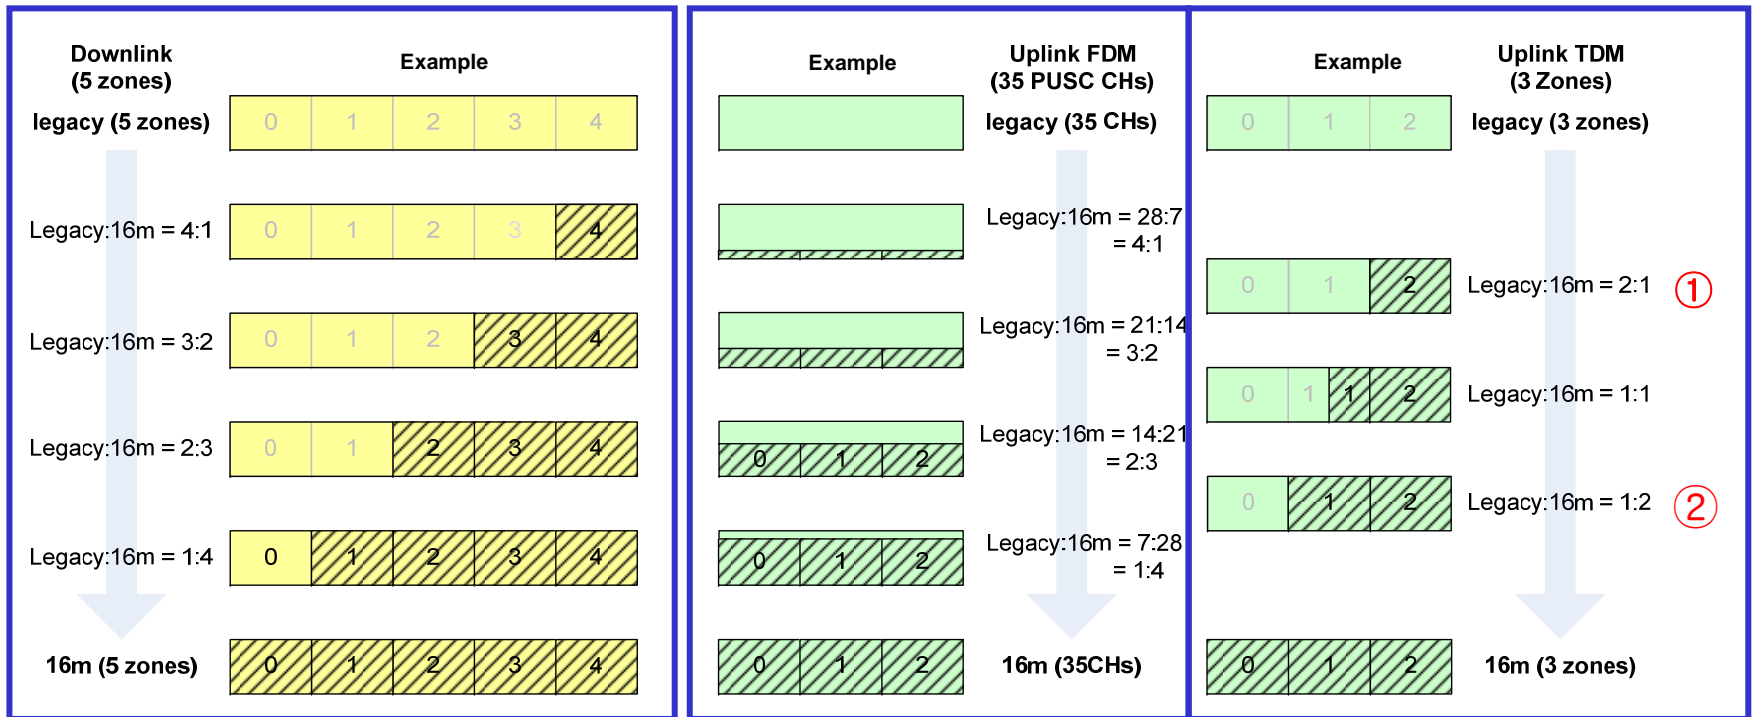 Downlink
(5 zones)
Example
legacy (5 zones)
0 1 2 3 4
Legacy:16m = 4:1
0 1 2 3 4
Legacy:16m = 3:2
0 1 2 3 4
Legacy:16m = 2:3
0 1 2 3 4
Legacy:16m = 1:4
0 1 2 3 4
16m (5 zones)
0 1 2 3 4
Example
Uplink FDM
(35 PUSC CHs)
legacy (35 CHs)
Legacy:16m = 28:7
= 4:1
Legacy:16m = 21:14
= 3:2
0 1 2
Legacy:16m = 14:21
= 2:3
0 1 2
Legacy:16m = 7:28
= 1:4
0 1 2
16m (35CHs)
Example
Uplink TDM
(3 Zones)
0 1 2
legacy (3 zones)
0 1 2
Legacy:16m = 2:1
①
0 1 1 2
Legacy:16m = 1:1
0 1 2
Legacy:16m = 1:2
②
0 1 2
16m (3 zones)